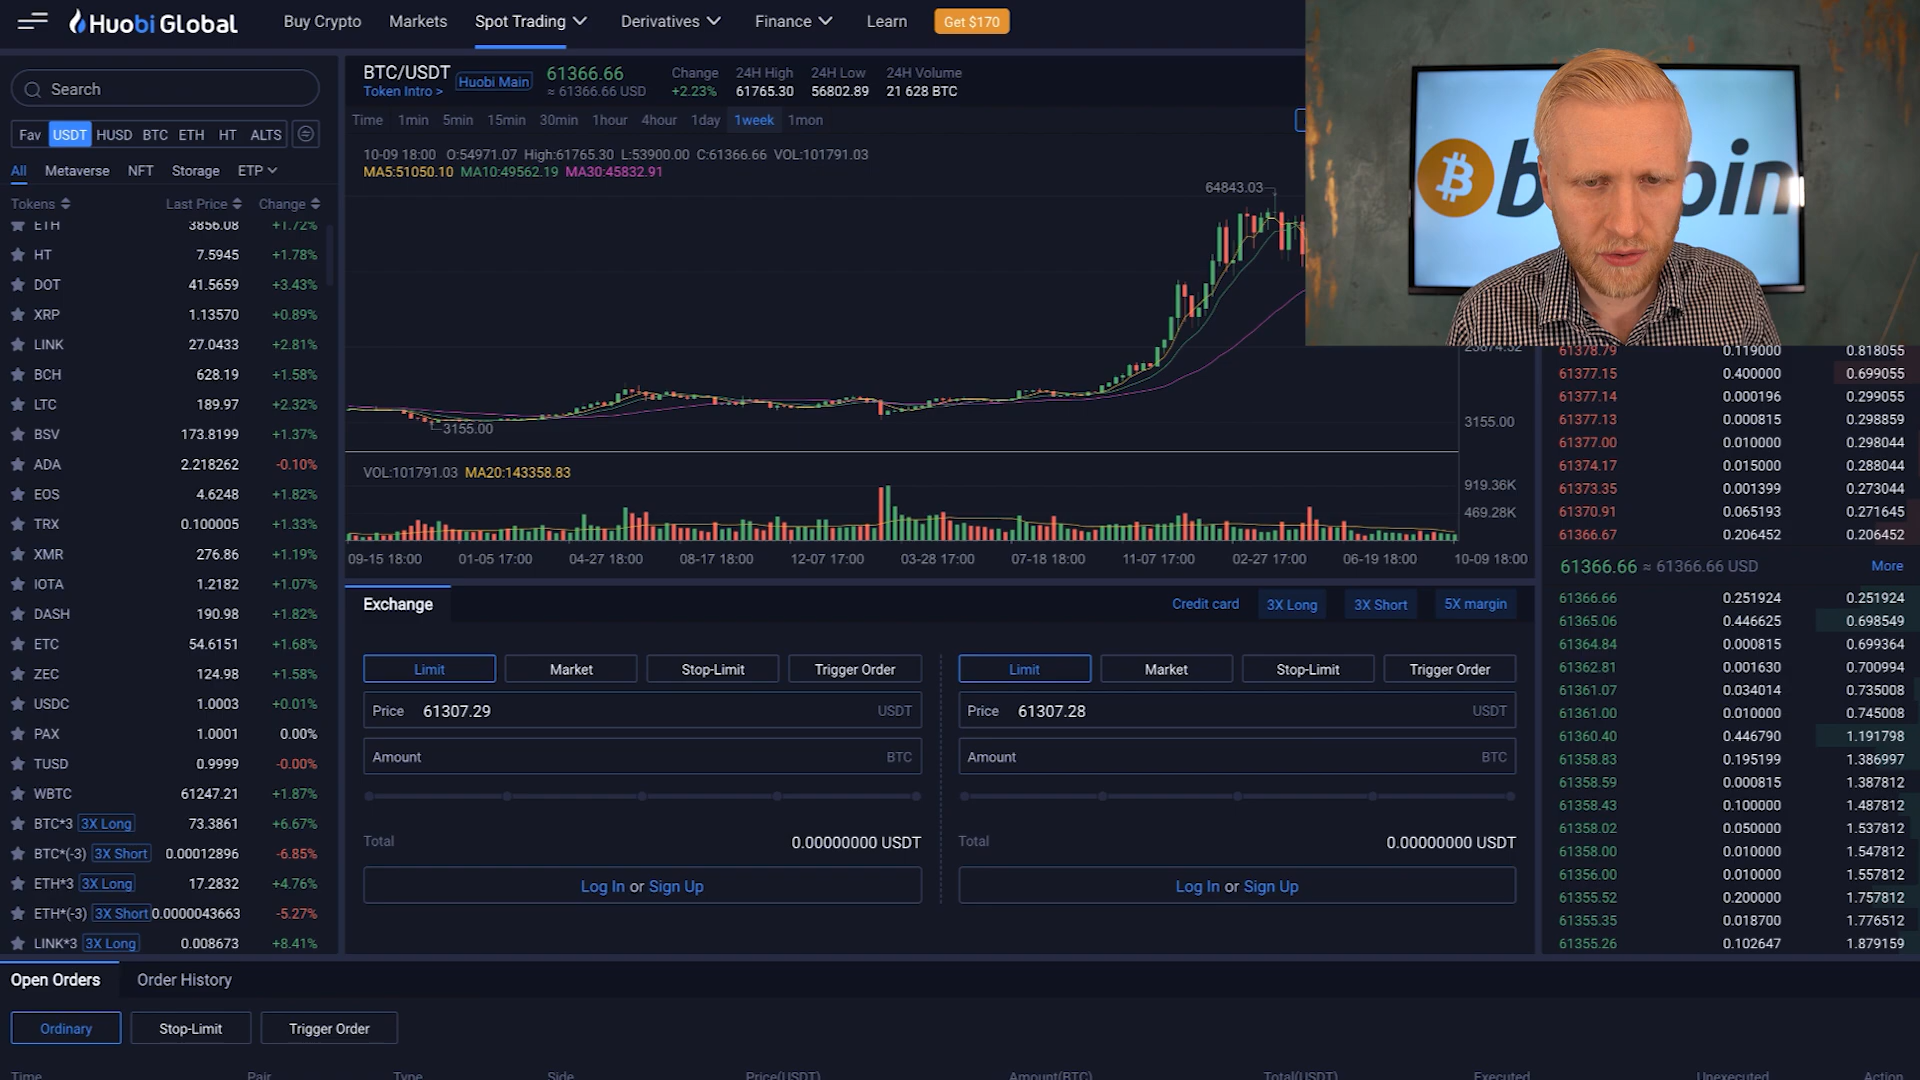 Huobi Global
Buy Crypto Markets Spot Trading Derivatives Finance Learn Get $170
Search
Fav USDT HUSD BTC ETH HT ALTS
All Metaverse NFT Storage ETP
Tokens Last Price Change
ETH 3856.08 +1.72%
HT 7.5945 +1.78%
DOT 41.5659 +3.43%
XRP 1.13570 +0.89%
LINK 27.0433 +2.81%
BCH 628.19 +1.58%
LTC 189.97 +2.32%
BSV 173.8199 +1.37%
ADA 2.218262 -0.10%
EOS 4.6248 +1.82%
TRX 0.100005 +1.33%
XMR 276.86 +1.19%
IOTA 1.2182 +1.07%
DASH 190.98 +1.82%
ETC 54.6151 +1.68%
ZEC 124.98 +1.58%
USDC 1.0003 +0.01%
PAX 1.0001 0.00%
TUSD 0.9999 -0.00%
WBTC 61247.21 +1.87%
BTC*3 3X Long 73.3861 +6.67%
BTC*(-3) 3X Short 0.00012896 -6.85%
ETH*3 3X Long 17.2832 +4.76%
ETH*(-3) 3X Short 0.0000043663 -5.27%
LINK*3 3X Long 0.008673 +8.41%
BTC/USDT Huobi Main 61366.66 Change 24H High 24H Low 24H Volume
Token Intro > ≈ 61366.66 USD +2.23% 61765.30 56802.89 21 628 BTC
Time 1min 5min 15min 30min 1hour 4hour 1day 1week 1mon
10-09 18:00 O:54971.07 High:61765.30 L:53900.00 C:61366.66 VOL:101791.03
MA5:51050.10 MA10:49562.19 MA30:45832.91
64843.03
3155.00
3155.00
VOL:101791.03 MA20:143358.83
919.36K
469.28K
09-15 18:00 01-05 17:00 04-27 18:00 08-17 18:00 12-07 17:00 03-28 17:00 07-18 18:00 11-07 17:00 02-27 17:00 06-19 18:00 10-09 18:00
Exchange Credit card 3X Long 3X Short 5X margin
Limit Market Stop-Limit Trigger Order Limit Market Stop-Limit Trigger Order
Price 61307.29 USDT Price 61307.28 USDT
Amount BTC Amount BTC
Total 0.00000000 USDT Total 0.00000000 USDT
Log In or Sign Up Log In or Sign Up
61378.79 0.119000 0.818055
61377.15 0.400000 0.699055
61377.14 0.000196 0.299055
61377.13 0.000815 0.298859
61377.00 0.010000 0.298044
61374.17 0.015000 0.288044
61373.35 0.001399 0.273044
61370.91 0.065193 0.271645
61366.67 0.206452 0.206452
61366.66 ≈ 61366.66 USD More
61366.66 0.251924 0.251924
61365.06 0.446625 0.698549
61364.84 0.000815 0.699364
61362.81 0.001630 0.700994
61361.07 0.034014 0.735008
61361.00 0.010000 0.745008
61360.40 0.446790 1.191798
61358.83 0.195199 1.386997
61358.59 0.000815 1.387812
61358.43 0.100000 1.487812
61358.02 0.050000 1.537812
61358.00 0.010000 1.547812
61356.00 0.010000 1.557812
61355.52 0.200000 1.757812
61355.35 0.018700 1.776512
61355.26 0.102647 1.879159
Open Orders Order History
Ordinary Stop-Limit Trigger Order
Time Pair Type Side Price(USDT) Amount(BTC) Total(USDT) Executed Unexecuted Action